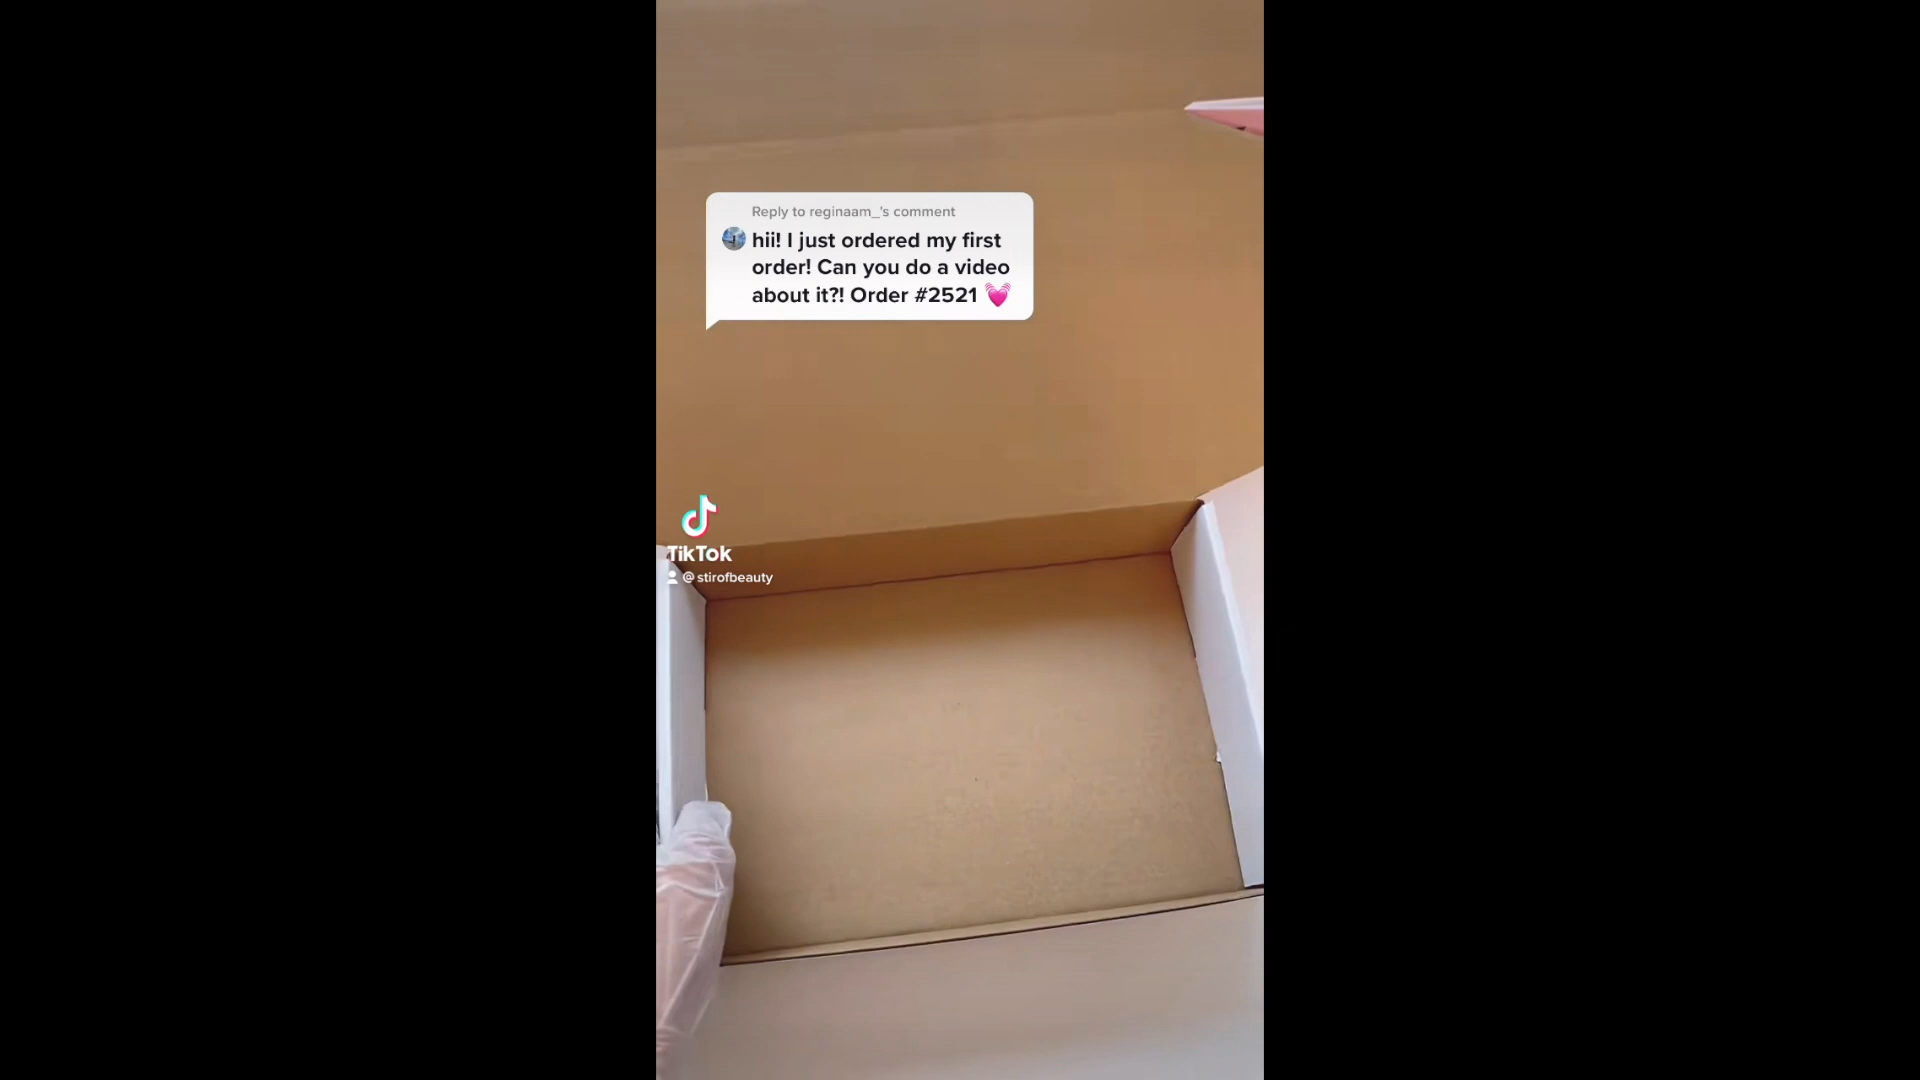 Reply to reginaam_'s comment
hii! I just ordered my first
order! Can you do a video
about it?! Order #2521 💓
TikTok
@ stirofbeauty